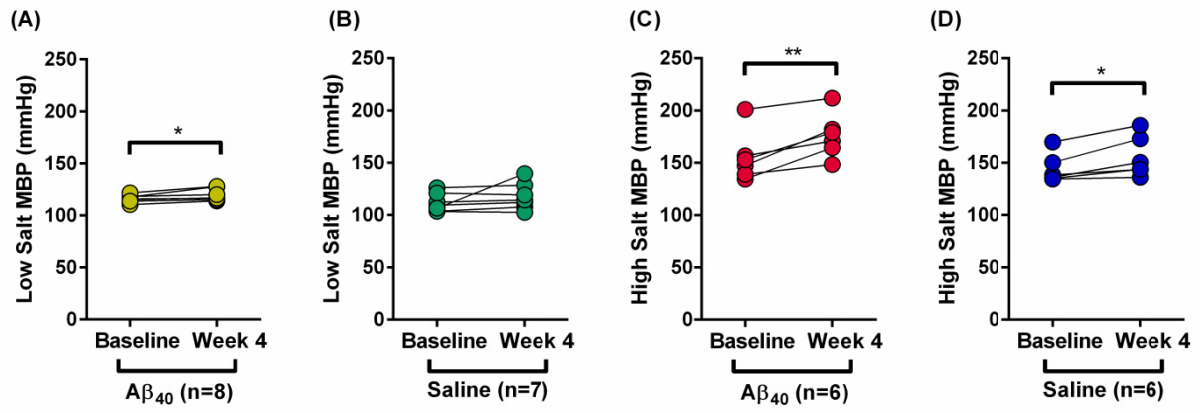 (A)
Low Salt MBP (mmHg)
250
200
150
100
50
0
*
Baseline Week 4
Aβ40 (n=8)
(B)
Low Salt MBP (mmHg)
250
200
150
100
50
0
Baseline Week 4
Saline (n=7)
(C)
High Salt MBP (mmHg)
250
200
150
100
50
0
**
Baseline Week 4
Aβ40 (n=6)
(D)
High Salt MBP (mmHg)
250
200
150
100
50
0
*
Baseline Week 4
Saline (n=6)